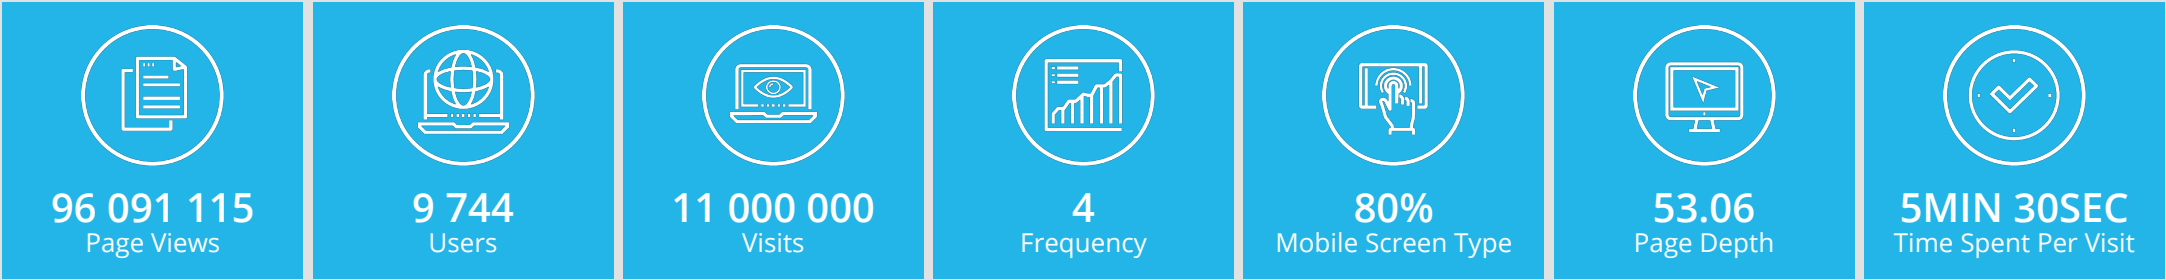 96 091 115
Page Views
9 744
Users
11 000 000
Visits
4
Frequency
80%
Mobile Screen Type
53.06
Page Depth
5MIN 30SEC
Time Spent Per Visit